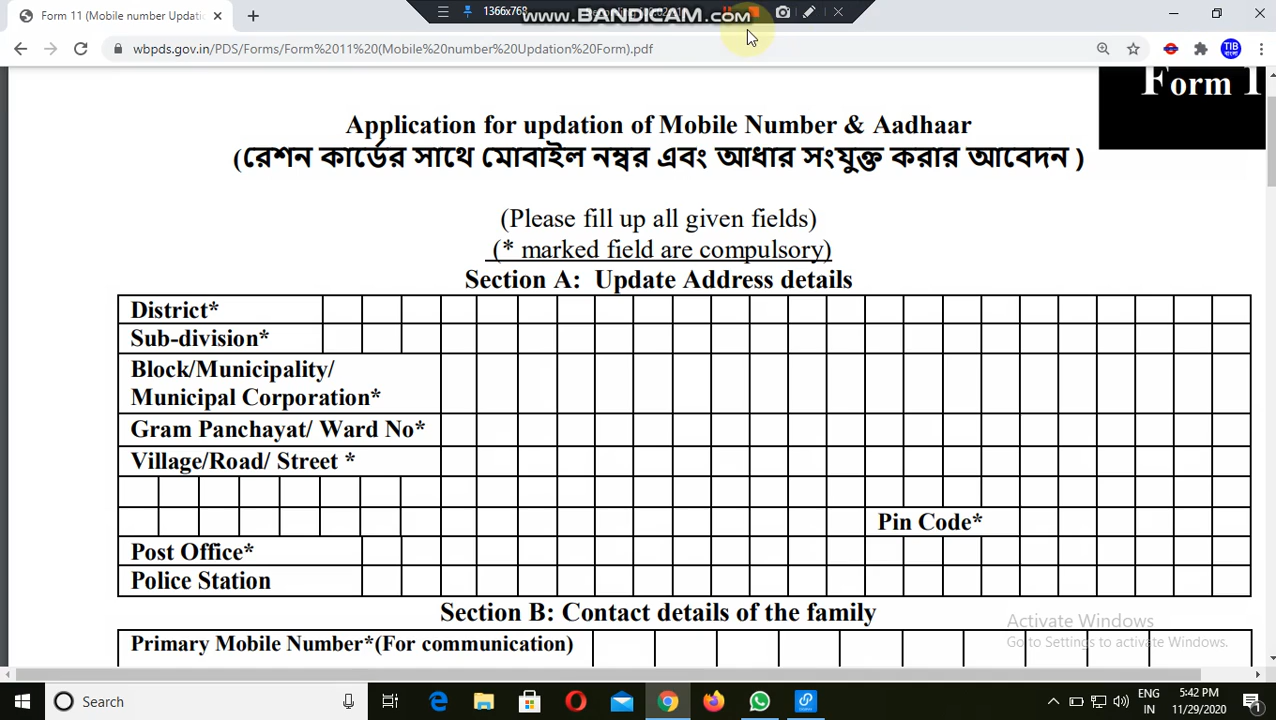 Form 11 (Mobile number Updatio
1366x768
www.BANDICAM.com
wbpds.gov.in/PDS/Forms/Form%2011%20(Mobile%20number%20Updation%20Form).pdf
TIB
বাংলা
Form 1
Application for updation of Mobile Number & Aadhaar
(রেশন কার্ডের সাথে মোবাইল নম্বর এবং আধার সংযুক্ত করার আবেদন )
(Please fill up all given fields)
(* marked field are compulsory)
Section A: Update Address details
District*
Sub-division*
Block/Municipality/
Municipal Corporation*
Gram Panchayat/ Ward No*
Village/Road/ Street *
Pin Code*
Post Office*
Police Station
Section B: Contact details of the family
Primary Mobile Number*(For communication)
Activate Windows
Go to Settings to activate Windows.
Search
ENG
IN
5:42 PM
11/29/2020
1